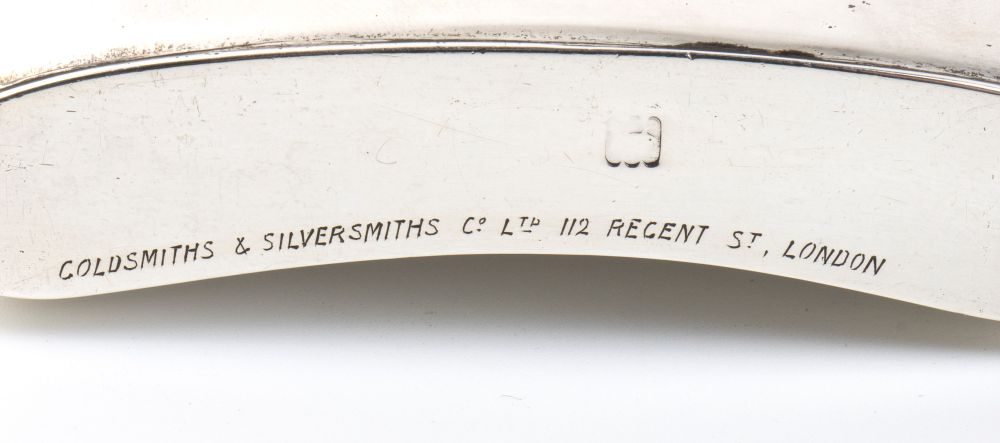 GOLDSMITHS & SILVERSMITHS Cº Lᵀᴰ 112 REGENT Sᵀ, LONDON